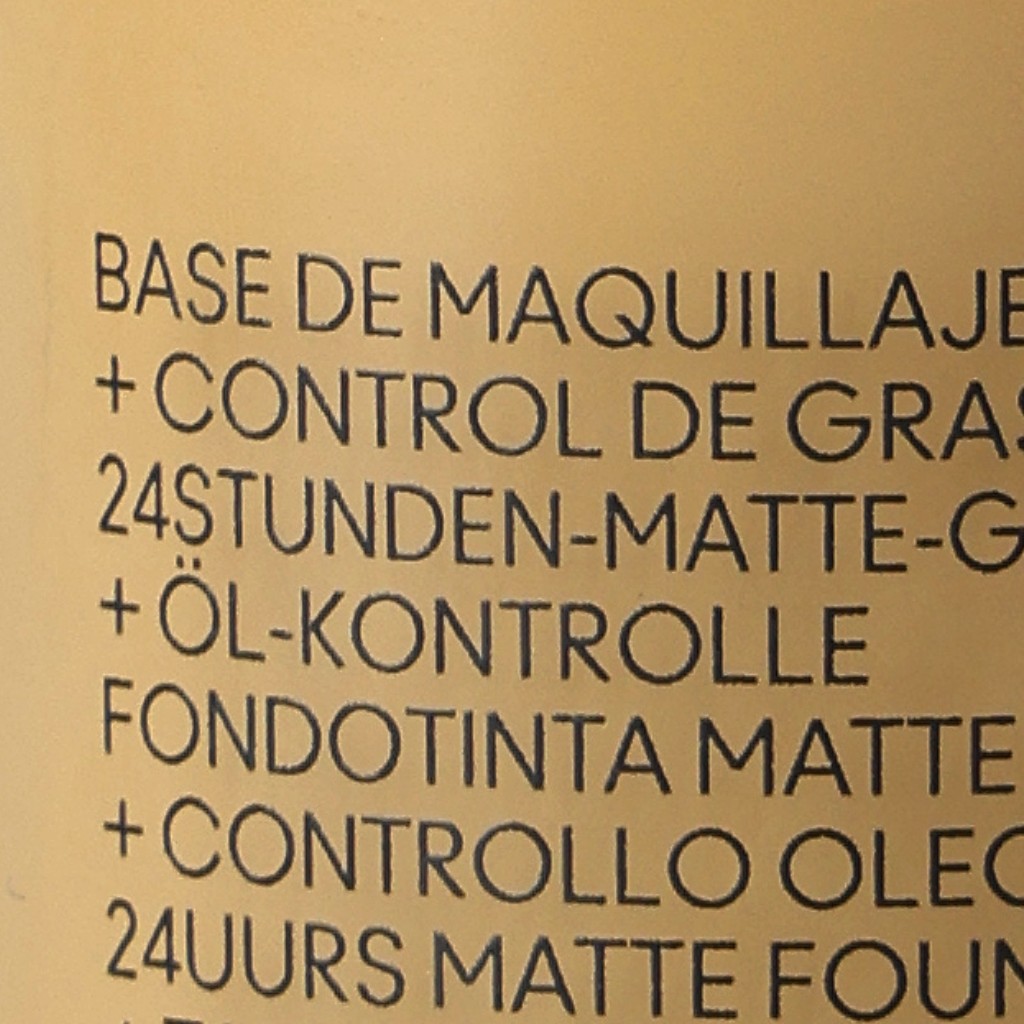 BASE DE MAQUILLAJE
+ CONTROL DE GRAS
24STUNDEN-MATTE-G
+ ÖL-KONTROLLE
FONDOTINTA MATTE
+ CONTROLLO OLEO
24UURS MATTE FOUN